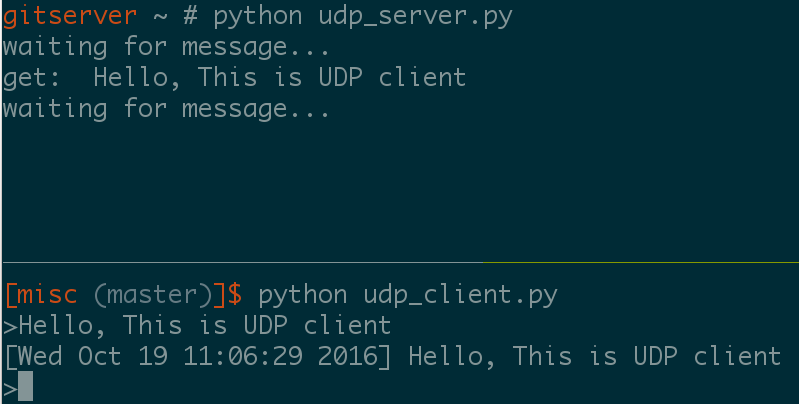 gitserver ~ # python udp_server.py
waiting for message...
get:  Hello, This is UDP client
waiting for message...
[misc (master)]$ python udp_client.py
>Hello, This is UDP client
[Wed Oct 19 11:06:29 2016] Hello, This is UDP client
>